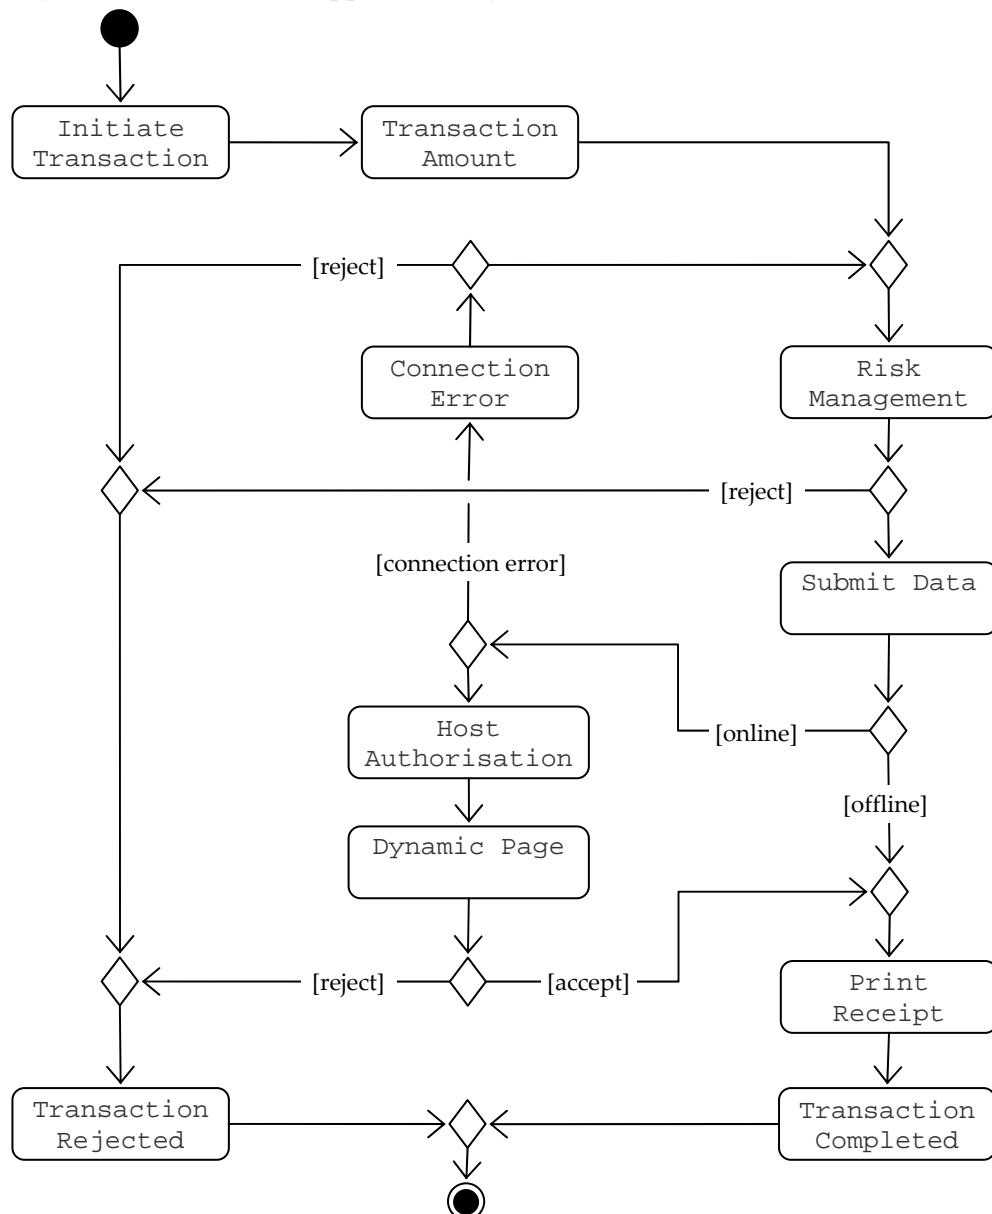 Initiate
Transaction
Transaction
Amount
[reject]
Connection
Error
Risk
Management
[reject]
[connection error]
Submit Data
Host
Authorisation
[online]
[offline]
Dynamic Page
[reject]
[accept]
Print
Receipt
Transaction
Rejected
Transaction
Completed